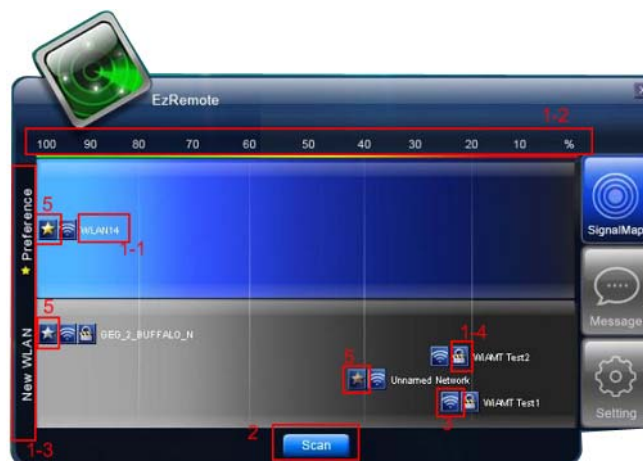 EzRemote
X
1-2
100 90 80 70 60 50 40 30 20 10 %
Preference
5
WLAN14
1-1
SignalMap
New WLAN
5
GEG_2_BUFFALO_N
1-4
WIAMT Test2
5
Unnamed Network
WIAMT Test1
3
Message
Setting
1-3
2
Scan